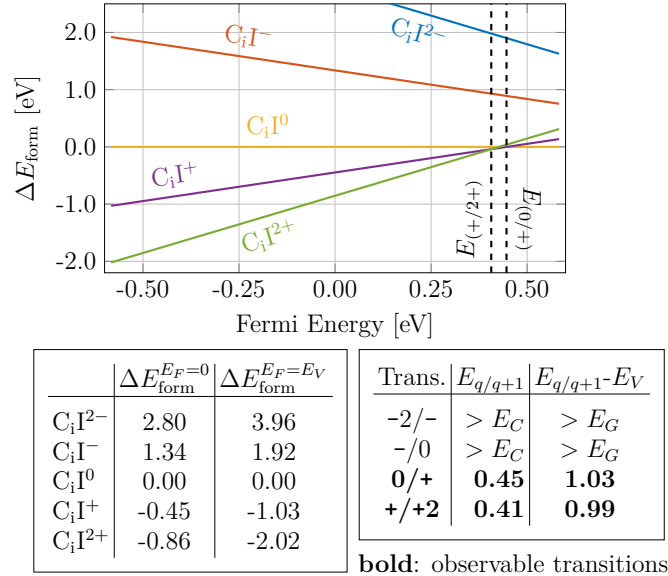 2.0
1.0
0.0
-1.0
-2.0
ΔE_form [eV]
C_iI^−
C_iI^2−
C_iI^0
C_iI^+
C_iI^2+
E_(+/2+)
E_(+/0)
-0.50 -0.25 0.00 0.25 0.50
Fermi Energy [eV]
ΔE_form^{E_F=0} ΔE_form^{E_F=E_V}
C_iI^2− 2.80 3.96
C_iI^− 1.34 1.92
C_iI^0 0.00 0.00
C_iI^+ -0.45 -1.03
C_iI^2+ -0.86 -2.02
Trans. E_q/q+1 E_q/q+1-E_V
−2/− > E_C > E_G
−/0 > E_C > E_G
0/+ 0.45 1.03
+/+2 0.41 0.99
bold: observable transitions